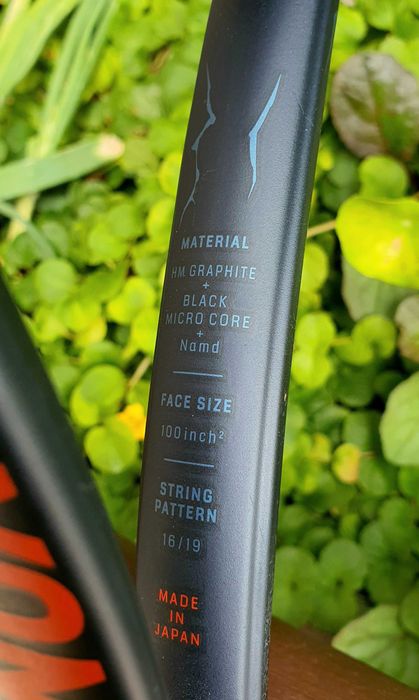 MATERIAL
HM GRAPHITE
+
BLACK
MICRO CORE
+
Namd
FACE SIZE
100inch²
STRING
PATTERN
16/19
MADE
IN
JAPAN